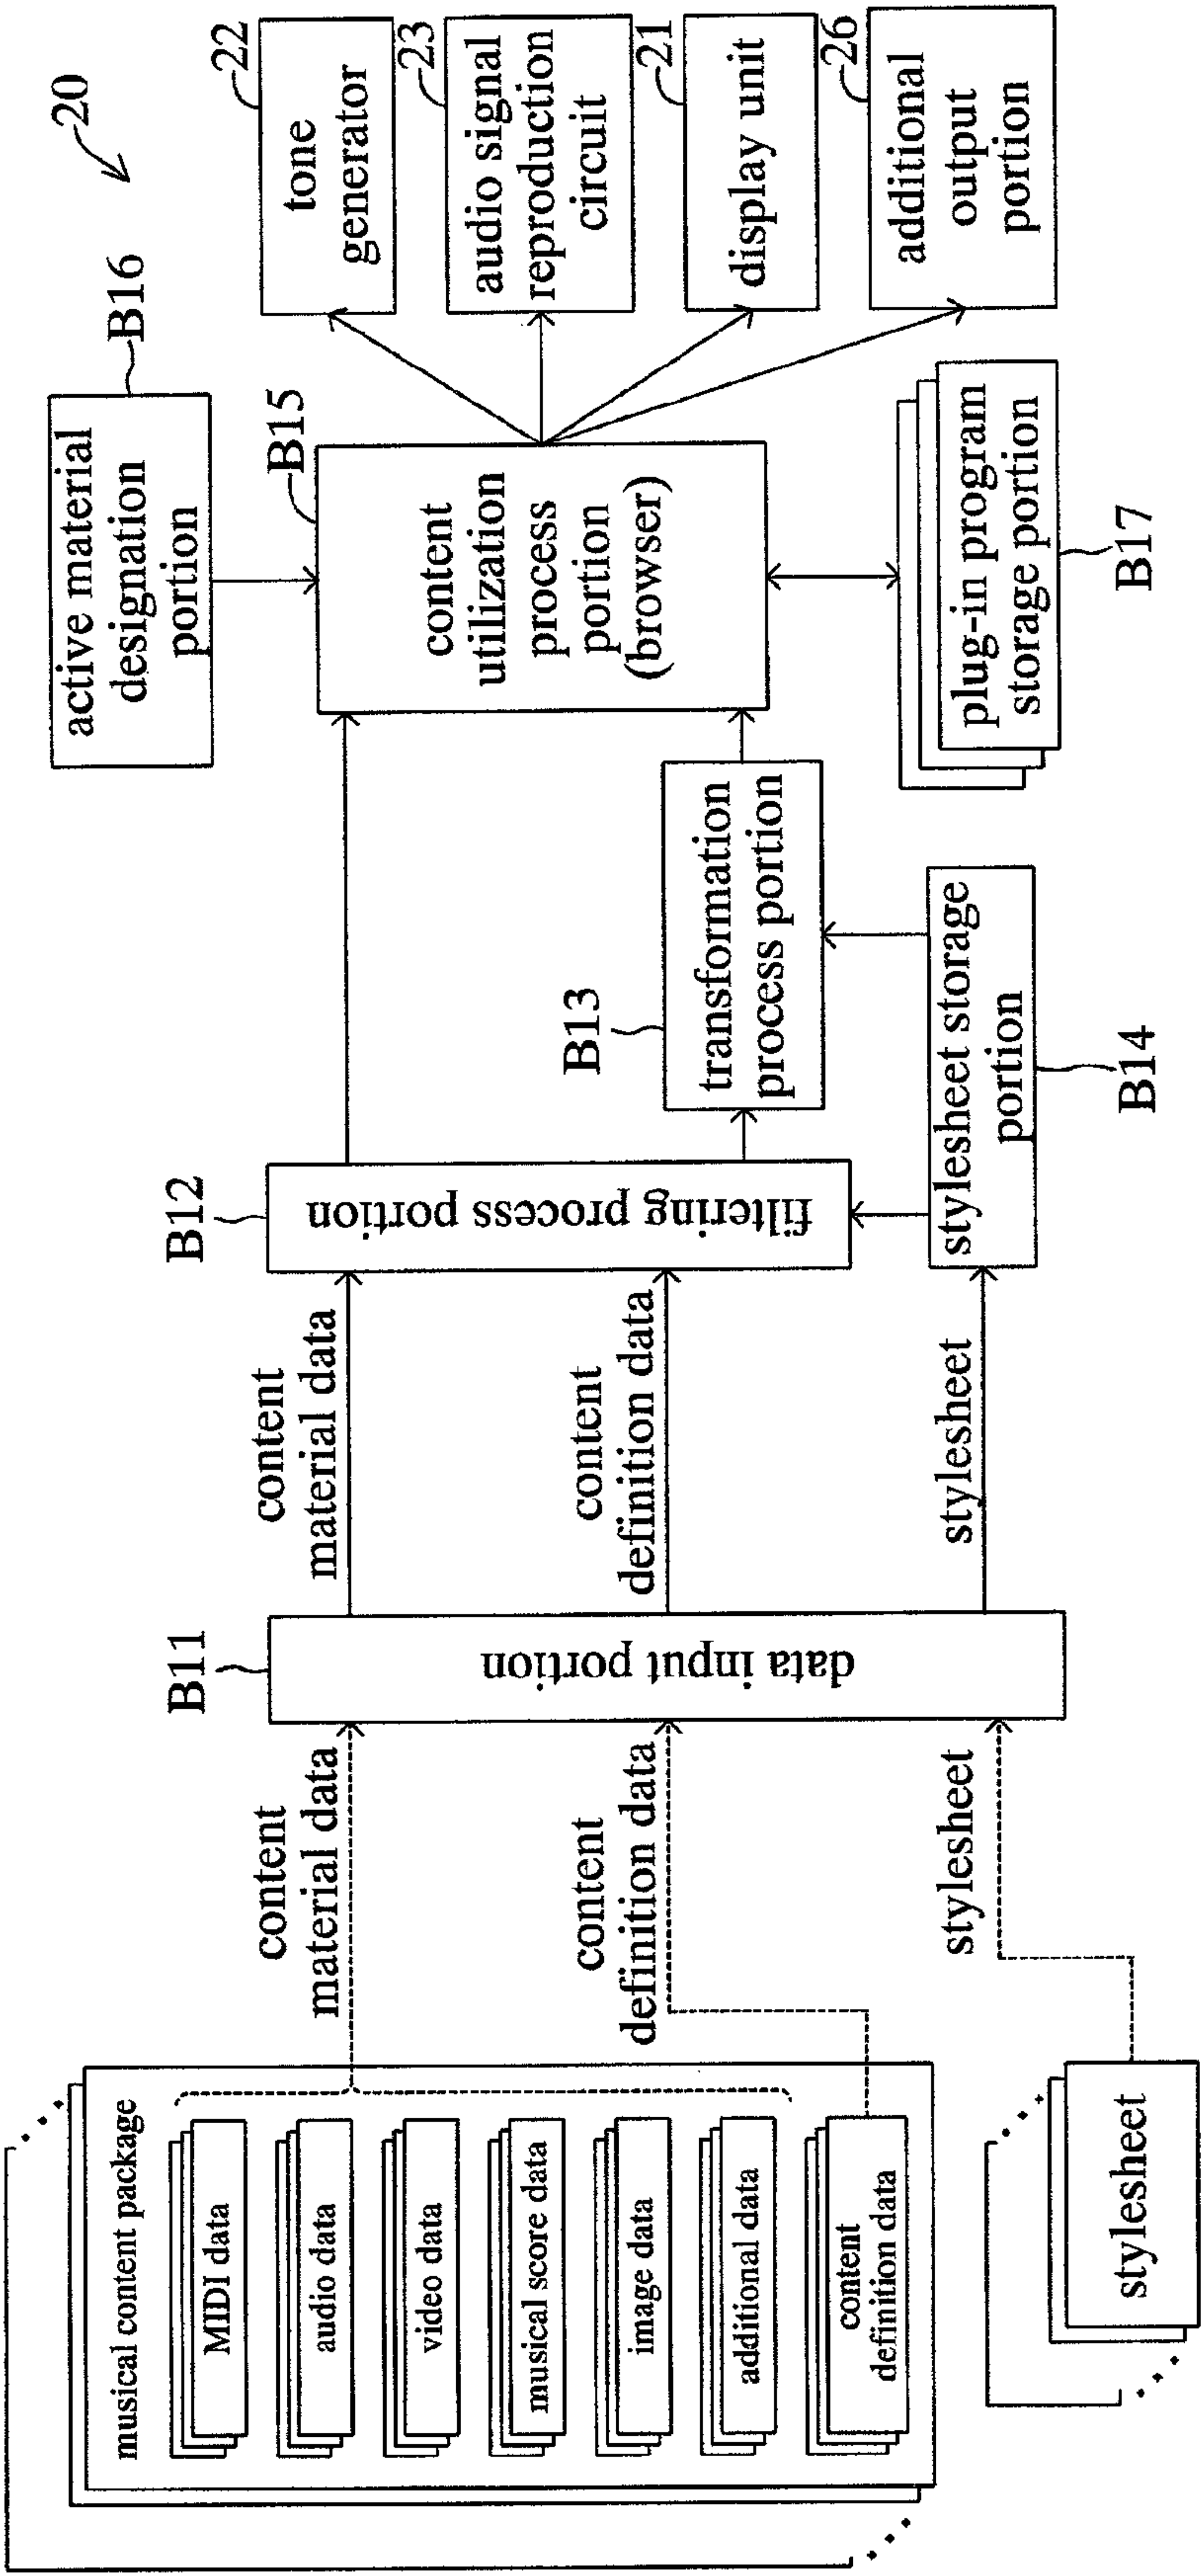 20
musical content package
MIDI data
audio data
video data
musical score data
image data
additional data
content
definition data
stylesheet
content
material data
content
definition data
stylesheet
B11
data input portion
content
material data
content
definition data
stylesheet
B12
filtering process portion
B13
transformation
process portion
stylesheet storage
portion
B14
active material
designation
portion
B16
B15
content
utilization
process
portion
(browser)
plug-in program
storage portion
B17
22
tone
generator
23
audio signal
reproduction
circuit
21
display unit
26
additional
output
portion